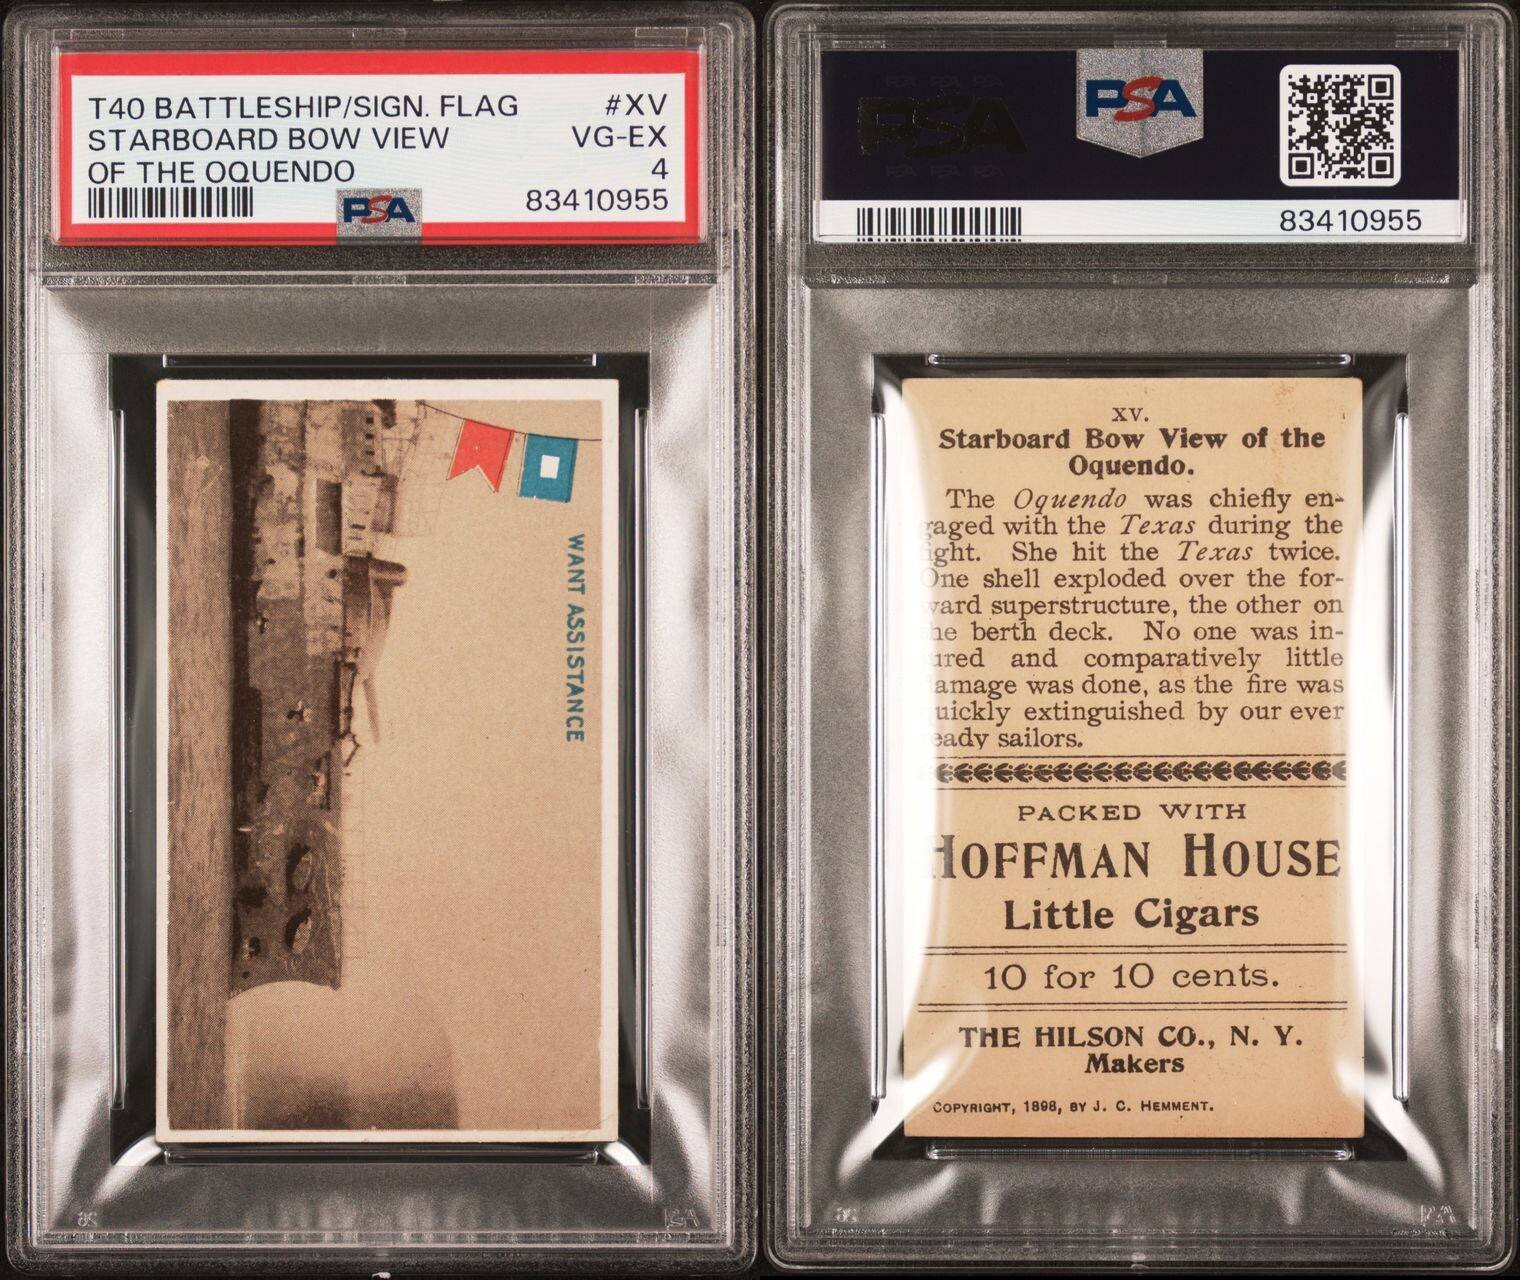 T40 BATTLESHIP/SIGN. FLAG #XV
STARBOARD BOW VIEW VG-EX
OF THE OQUENDO 4
PSA 83410955
WANT ASSISTANCE
PSA
PSA
83410955
XV.
Starboard Bow View of the
Oquendo.
The Oquendo was chiefly en-
gaged with the Texas during the
fight. She hit the Texas twice.
One shell exploded over the for-
ward superstructure, the other on
the berth deck. No one was in-
jured and comparatively little
damage was done, as the fire was
quickly extinguished by our ever
ready sailors.
PACKED WITH
HOFFMAN HOUSE
Little Cigars
10 for 10 cents.
THE HILSON CO., N. Y.
Makers
COPYRIGHT, 1898, BY J. C. HEMMENT.